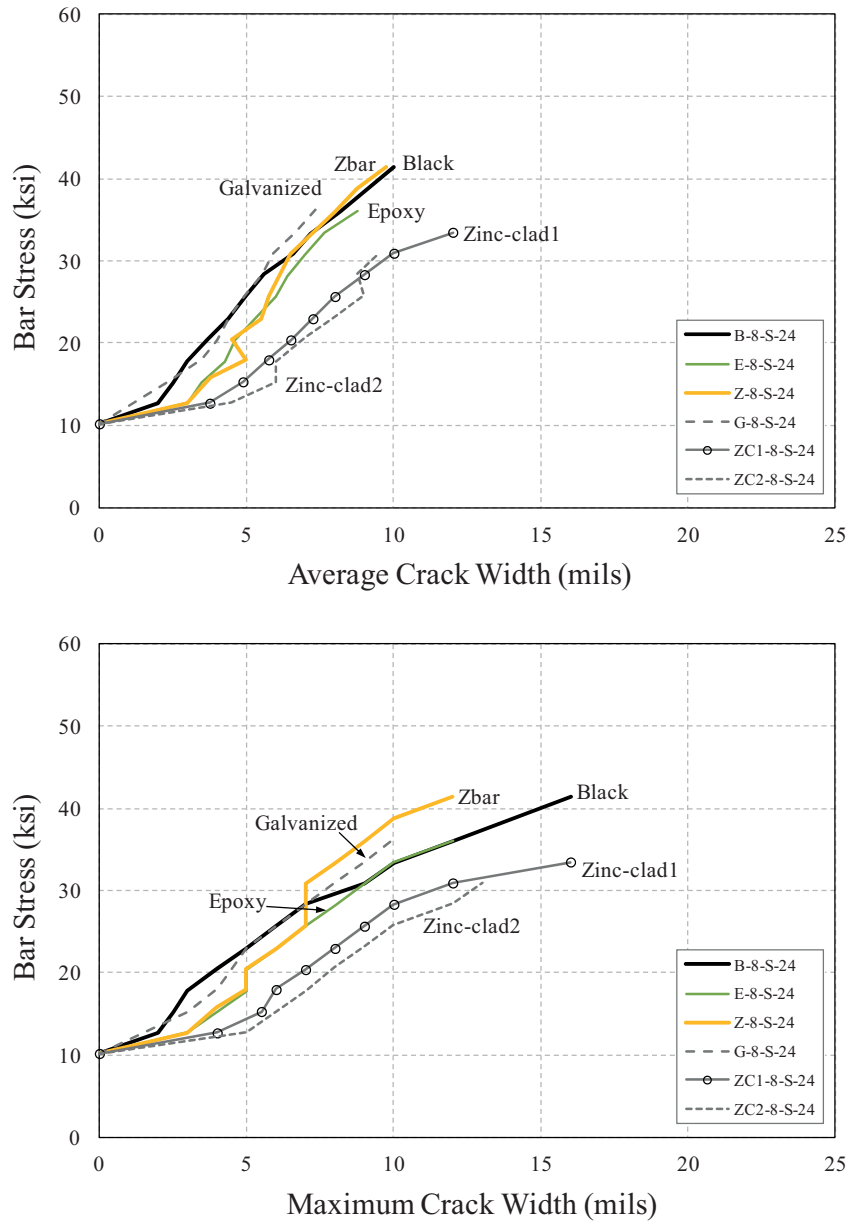 60
50
40
30
20
10
0
Bar Stress (ksi)
Galvanized
Zbar
Black
Epoxy
Zinc-clad1
Zinc-clad2
B-8-S-24
E-8-S-24
Z-8-S-24
G-8-S-24
ZC1-8-S-24
ZC2-8-S-24
0 5 10 15 20 25
Average Crack Width (mils)
60
50
40
30
20
10
0
Bar Stress (ksi)
Zbar
Black
Galvanized
Zinc-clad1
Epoxy
Zinc-clad2
B-8-S-24
E-8-S-24
Z-8-S-24
G-8-S-24
ZC1-8-S-24
ZC2-8-S-24
0 5 10 15 20 25
Maximum Crack Width (mils)